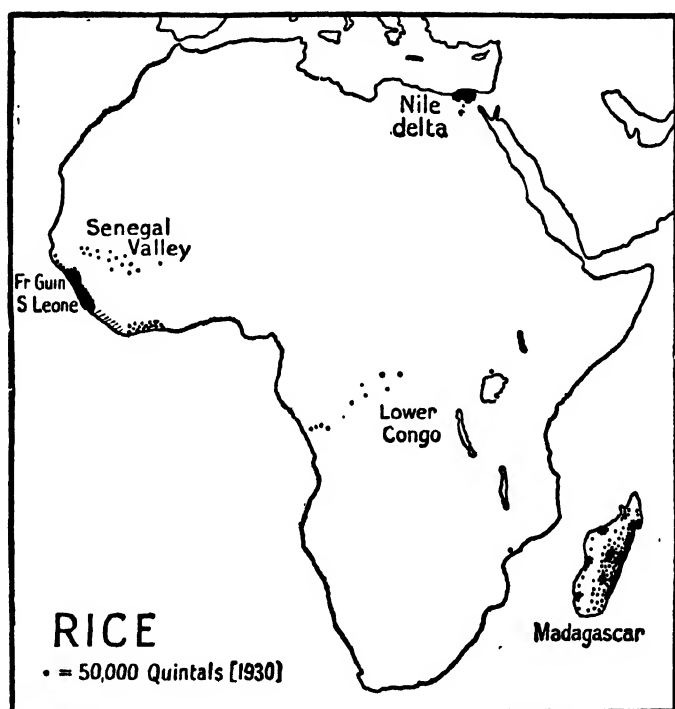 Nile
delta
Senegal
Valley
Fr Guin
S Leone
Lower
Congo
Madagascar
RICE
• = 50,000 Quintals [1930]